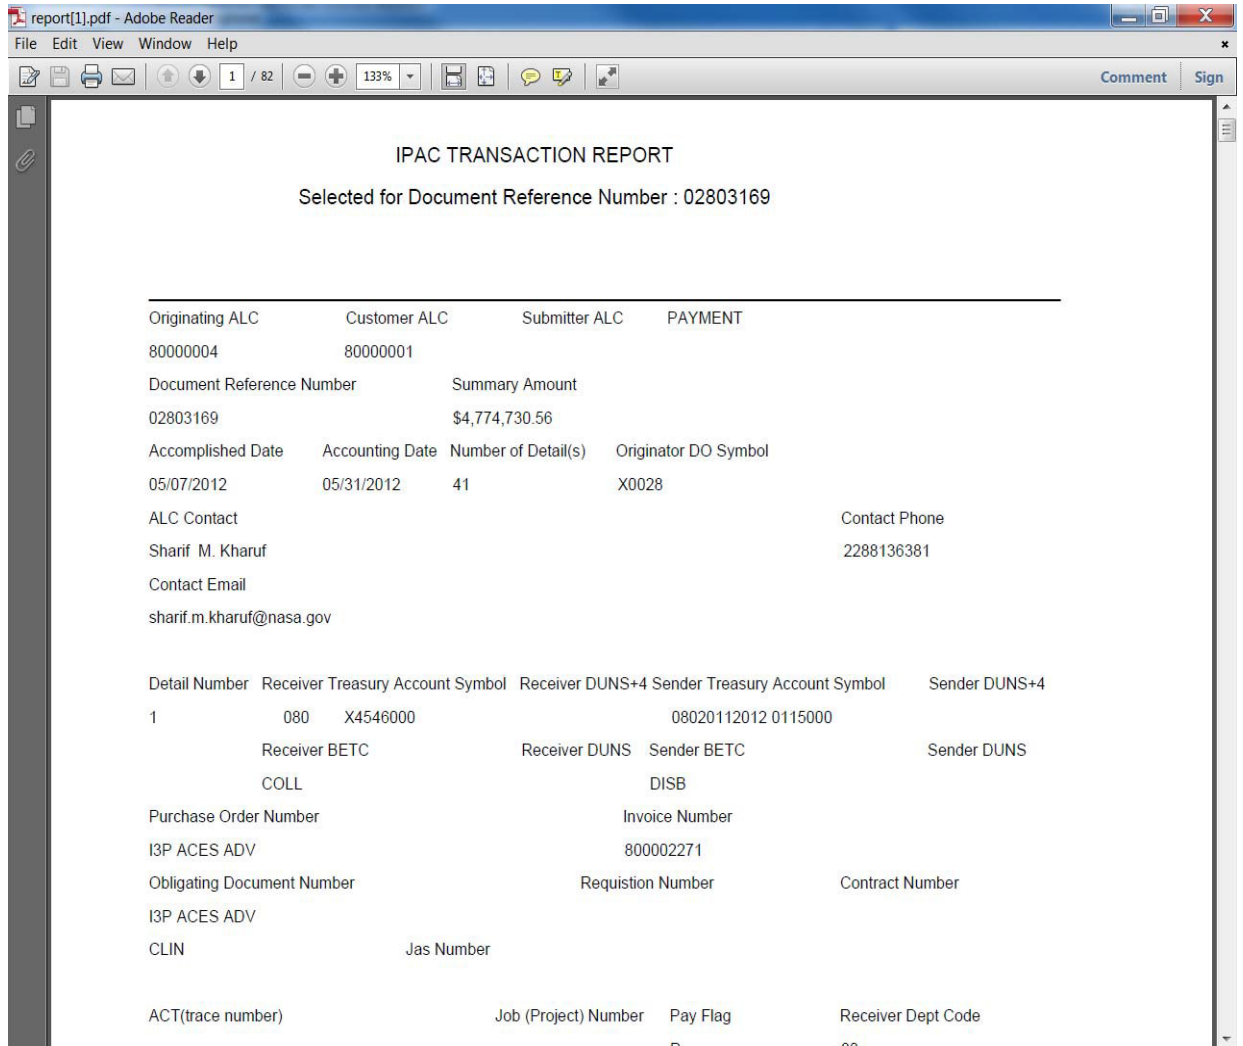 report[1].pdf - Adobe Reader
File Edit View Window Help
1 / 82 133% Comment Sign
IPAC TRANSACTION REPORT
Selected for Document Reference Number : 02803169
Originating ALC Customer ALC Submitter ALC PAYMENT
80000004 80000001
Document Reference Number Summary Amount
02803169 $4,774,730.56
Accomplished Date Accounting Date Number of Detail(s) Originator DO Symbol
05/07/2012 05/31/2012 41 X0028
ALC Contact Contact Phone
Sharif M. Kharuf 2288136381
Contact Email
sharif.m.kharuf@nasa.gov
Detail Number Receiver Treasury Account Symbol Receiver DUNS+4 Sender Treasury Account Symbol Sender DUNS+4
1 080 X4546000 08020112012 0115000
Receiver BETC Receiver DUNS Sender BETC Sender DUNS
COLL DISB
Purchase Order Number Invoice Number
I3P ACES ADV 800002271
Obligating Document Number Requistion Number Contract Number
I3P ACES ADV
CLIN Jas Number
ACT(trace number) Job (Project) Number Pay Flag Receiver Dept Code